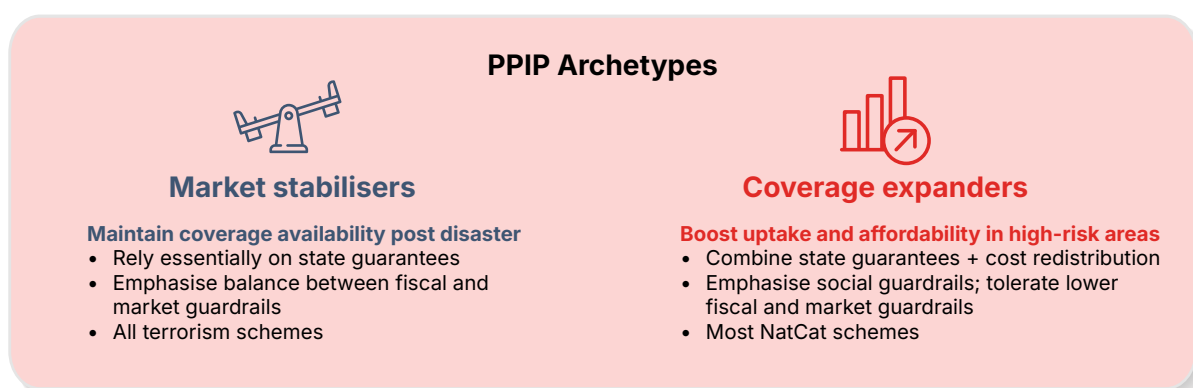 PPIP Archetypes
Market stabilisers
Maintain coverage availability post disaster
• Rely essentially on state guarantees
• Emphasise balance between fiscal and
market guardrails
• All terrorism schemes
Coverage expanders
Boost uptake and affordability in high-risk areas
• Combine state guarantees + cost redistribution
• Emphasise social guardrails; tolerate lower
fiscal and market guardrails
• Most NatCat schemes